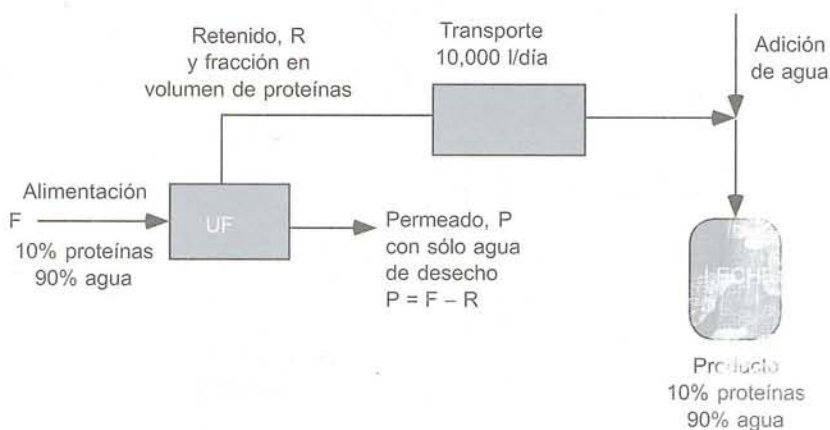 Retenido, R
y fracción en
volumen de proteínas
Transporte
10,000 l/día
Adición
de agua
Alimentación
F
10% proteínas
90% agua
UF
Permeado, P
con sólo agua
de desecho
P = F – R
LECHE
Producto
10% proteínas
90% agua